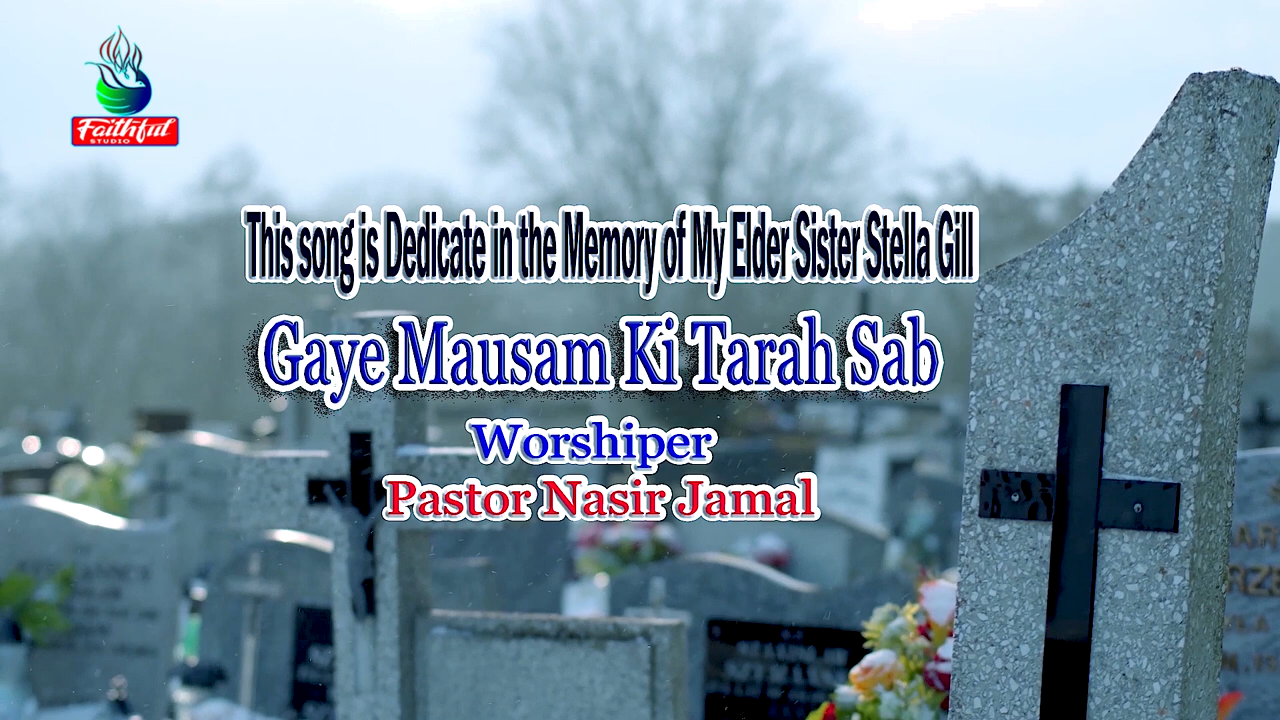 Faithful
STUDIO
This song is Dedicate in the Memory of My Elder Sister Stella Gill
Gaye Mausam Ki Tarah Sab
Worshiper
Pastor Nasir Jamal